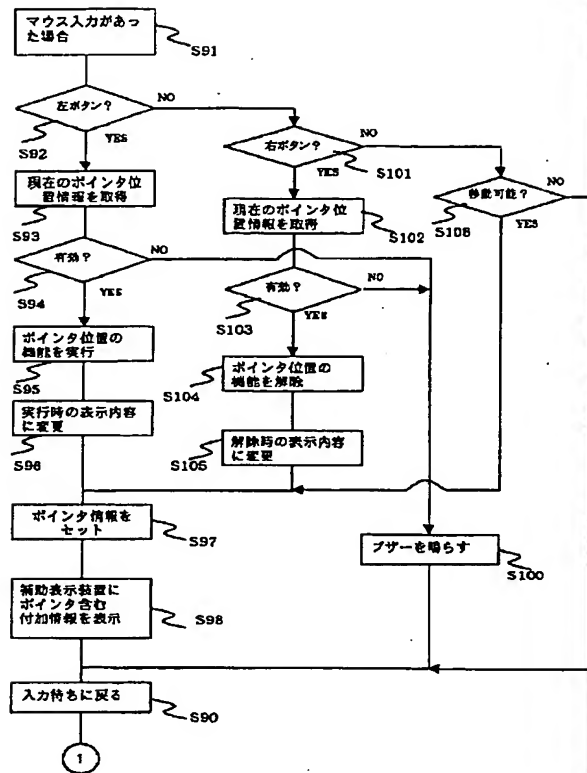 マウス入力があっ
た場合
S91
左ボタン?
NO
YES
S92
右ボタン?
NO
YES
S101
現在のポインタ位
置情報を取得
S93
現在のポインタ位
置情報を取得
S102
移動可能?
NO
YES
S108
有効?
NO
YES
S94
有効?
NO
YES
S103
ポインタ位置の
機能を実行
S95
ポインタ位置の
機能を解除
S104
実行時の表示内容
に変更
S96
解除時の表示内容
に変更
S105
ポインタ情報を
セット
S97
ブザーを鳴らす
S100
補助表示装置に
ポインタ含む
付加情報を表示
S98
入力待ちに戻る
S90
1